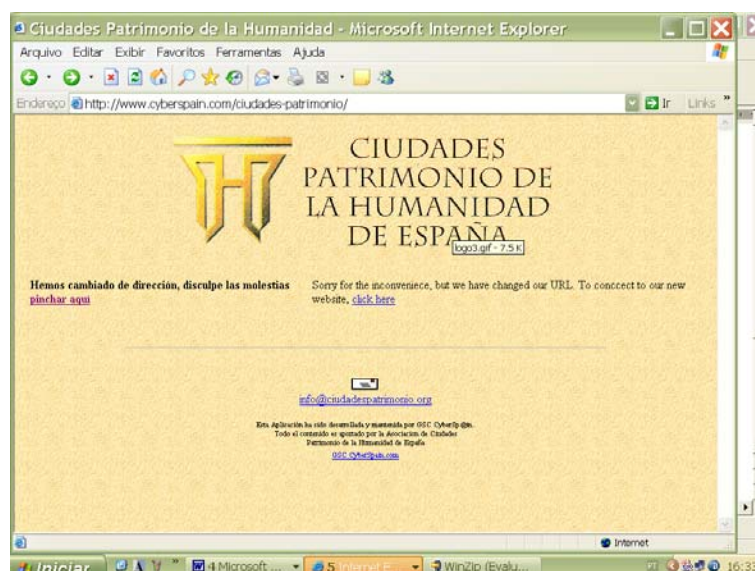 Ciudades Patrimonio de la Humanidad - Microsoft Internet Explorer
Arquivo Editar Exibir Favoritos Ferramentas Ajuda
Endereço http://www.cyberspain.com/ciudades-patrimonio/ Ir Links »
CIUDADES
PATRIMONIO DE
LA HUMANIDAD
DE ESPAÑA
logo3.gif - 7.5 K
Hemos cambiado de dirección, disculpe las molestias
pinchar aqui
Sorry for the inconveniece, but we have changed our URL. To conccect to our new
website, click here
info@ciudadespatrimonio.org
Esta Aplicación ha sido desarrollada y mantenida por GSC CyberSp@in.
Todo el contenido es aportado por la Asociacion de Ciudades
Patrimonio de la Humanidad de España
GSC CyberSpain.com
Internet
Iniciar » 4 Microsoft ... 5 Internet E... WinZip (Evalu... PT 16:33